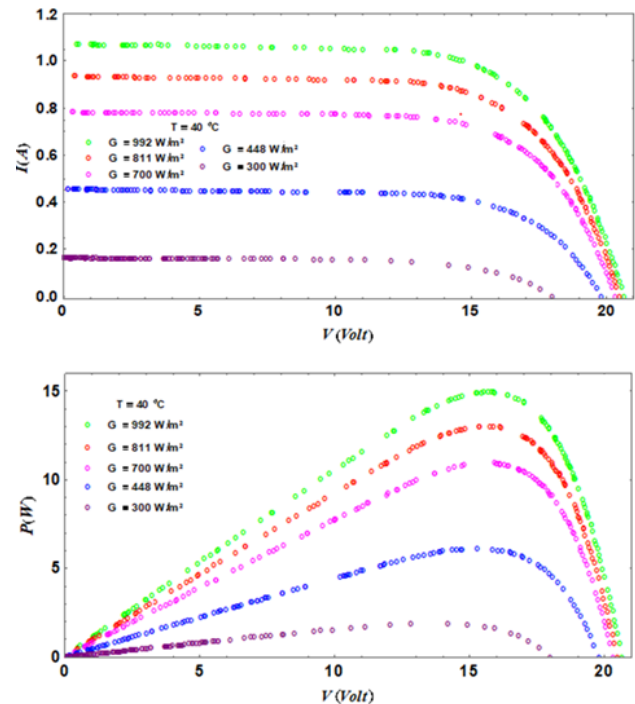 1.2
1.0
0.8
0.6
0.4
0.2
0.0
I(A)
T = 40 °C
G = 992 W/m²
G = 811 W/m²
G = 700 W/m²
G = 448 W/m²
G = 300 W/m²
0 5 10 15 20
V(Volt)
15
10
5
0
P(W)
T = 40 °C
G = 992 W/m²
G = 811 W/m²
G = 700 W/m²
G = 448 W/m²
G = 300 W/m²
0 5 10 15 20
V(Volt)